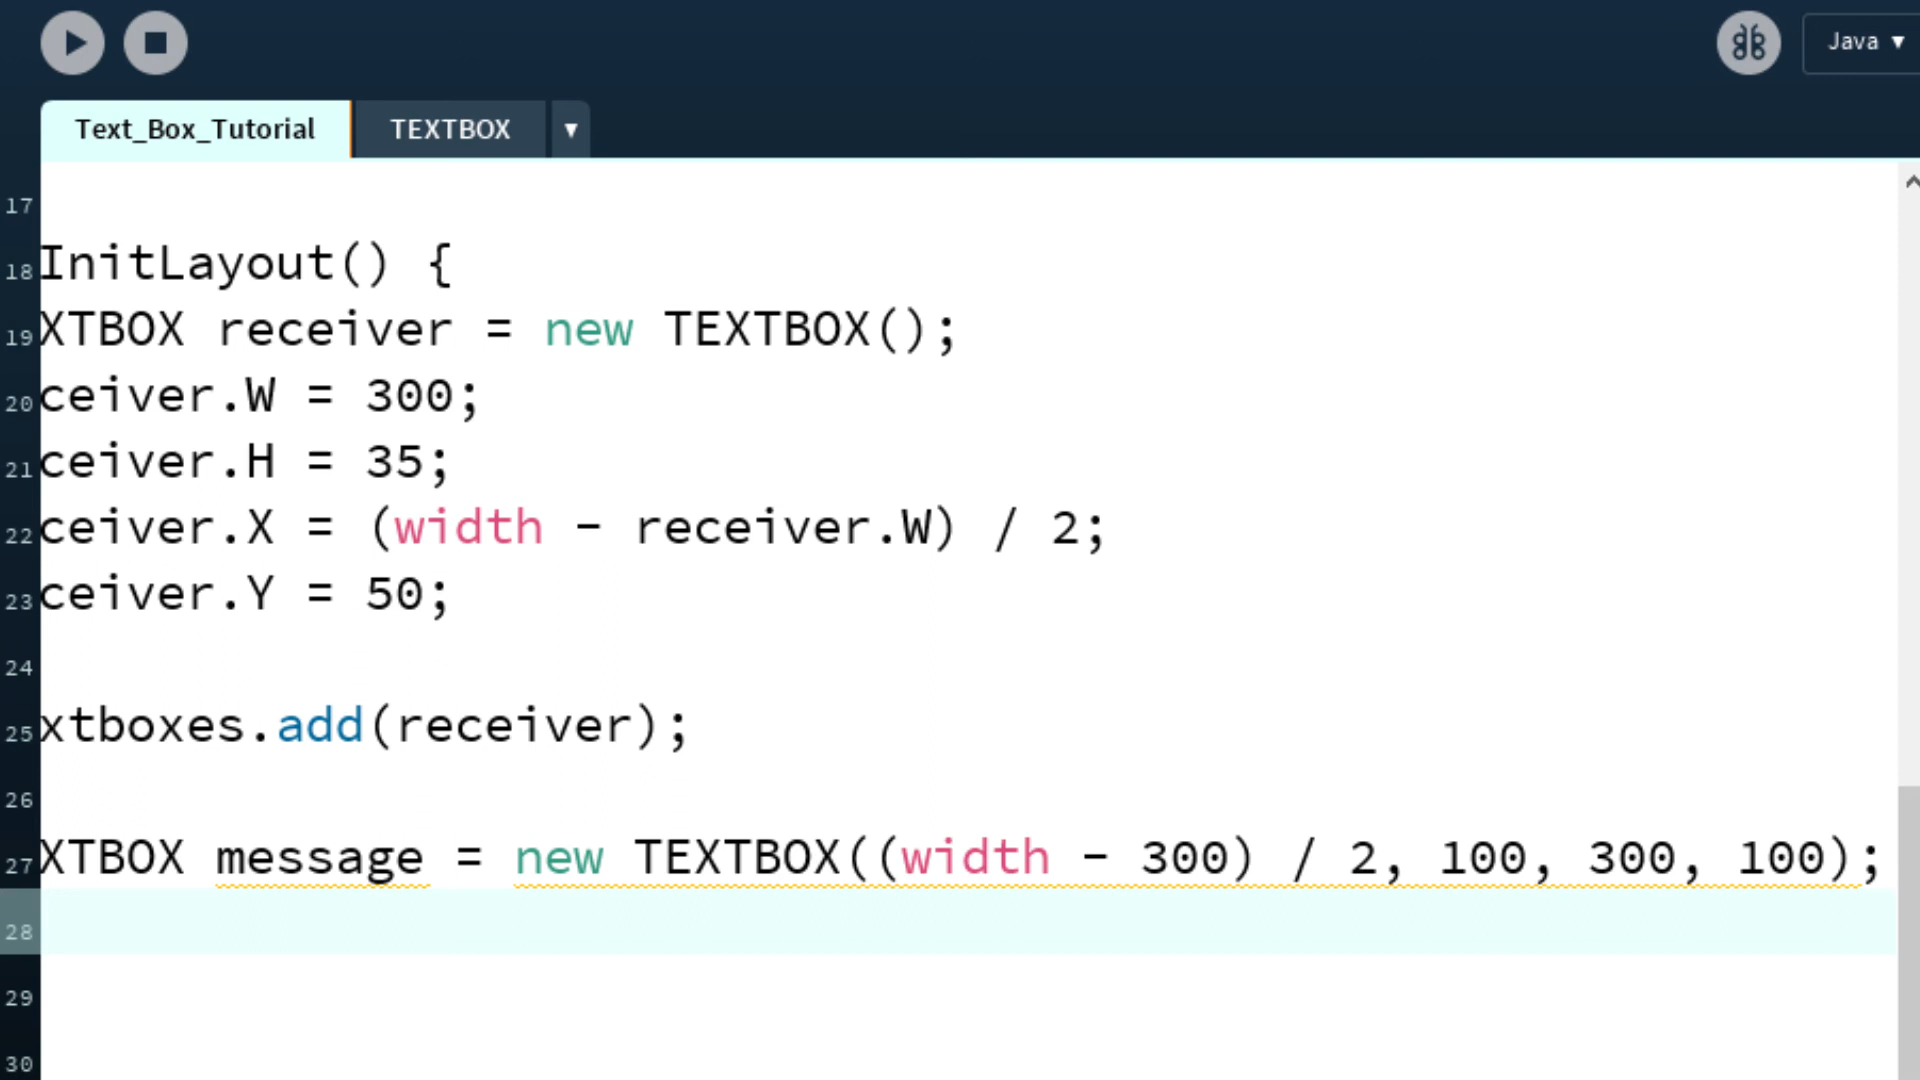 Java ▼
Text_Box_Tutorial TEXTBOX ▼
17
18 InitLayout() {
19 XTBOX receiver = new TEXTBOX();
20 ceiver.W = 300;
21 ceiver.H = 35;
22 ceiver.X = (width - receiver.W) / 2;
23 ceiver.Y = 50;
24
25 xtboxes.add(receiver);
26
27 XTBOX message = new TEXTBOX((width - 300) / 2, 100, 300, 100);
28
29
30